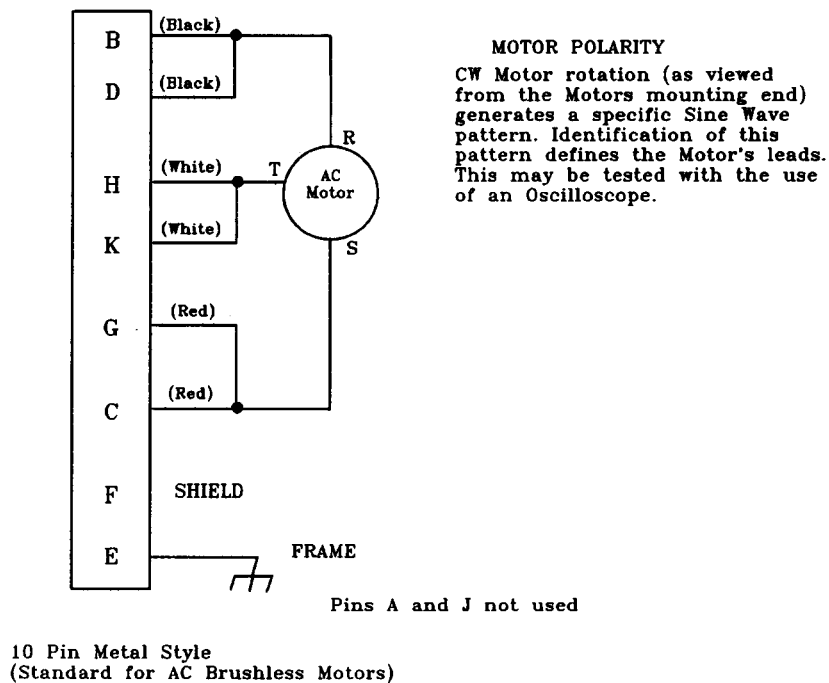 B
(Black)
D
(Black)
H
(White)
K
(White)
G
(Red)
C
(Red)
F
SHIELD
E
FRAME
R
T
AC
Motor
S
MOTOR POLARITY
CW Motor rotation (as viewed
from the Motors mounting end)
generates a specific Sine Wave
pattern. Identification of this
pattern defines the Motor's leads.
This may be tested with the use
of an Oscilloscope.
Pins A and J not used
10 Pin Metal Style
(Standard for AC Brushless Motors)